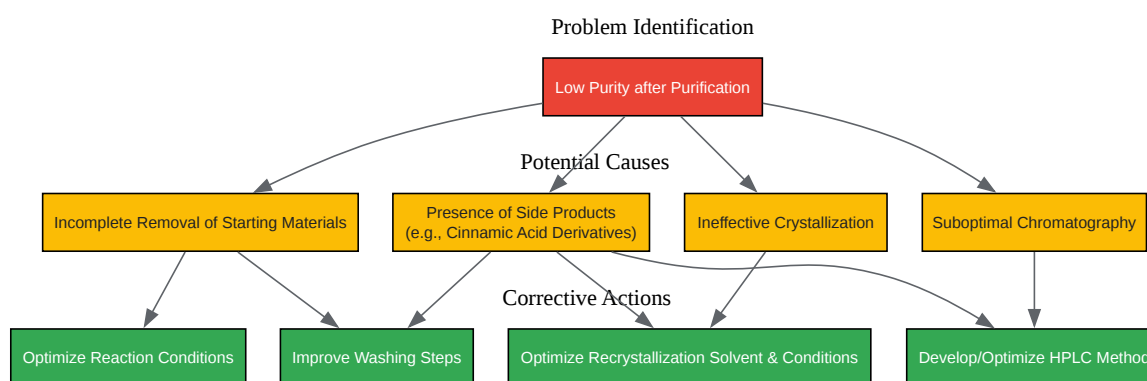 Problem Identification
Low Purity after Purification
Potential Causes
Incomplete Removal of Starting Materials
Presence of Side Products
(e.g., Cinnamic Acid Derivatives)
Ineffective Crystallization
Suboptimal Chromatography
Corrective Actions
Optimize Reaction Conditions
Improve Washing Steps
Optimize Recrystallization Solvent & Conditions
Develop/Optimize HPLC Method